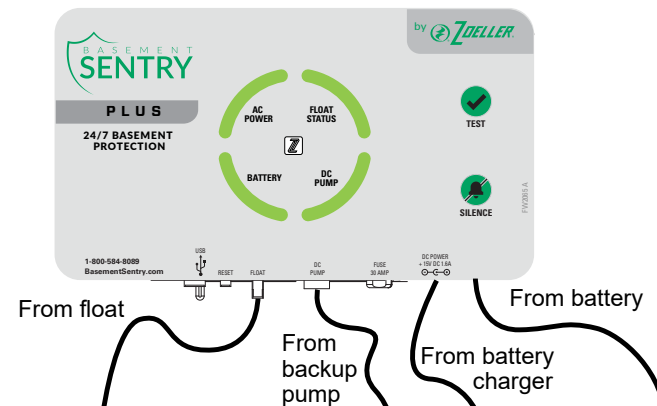 by ZOELLER
BASEMENT
SENTRY
PLUS
24/7 BASEMENT
PROTECTION
AC
POWER
FLOAT
STATUS
Z
BATTERY
DC
PUMP
TEST
SILENCE
FW2005 A
1-800-584-8089
BasementSentry.com
USB
RESET
FLOAT
DC
PUMP
FUSE
30 AMP
DC POWER
+ 15V DC 1.6A
From float
From
backup
pump
From battery
charger
From battery